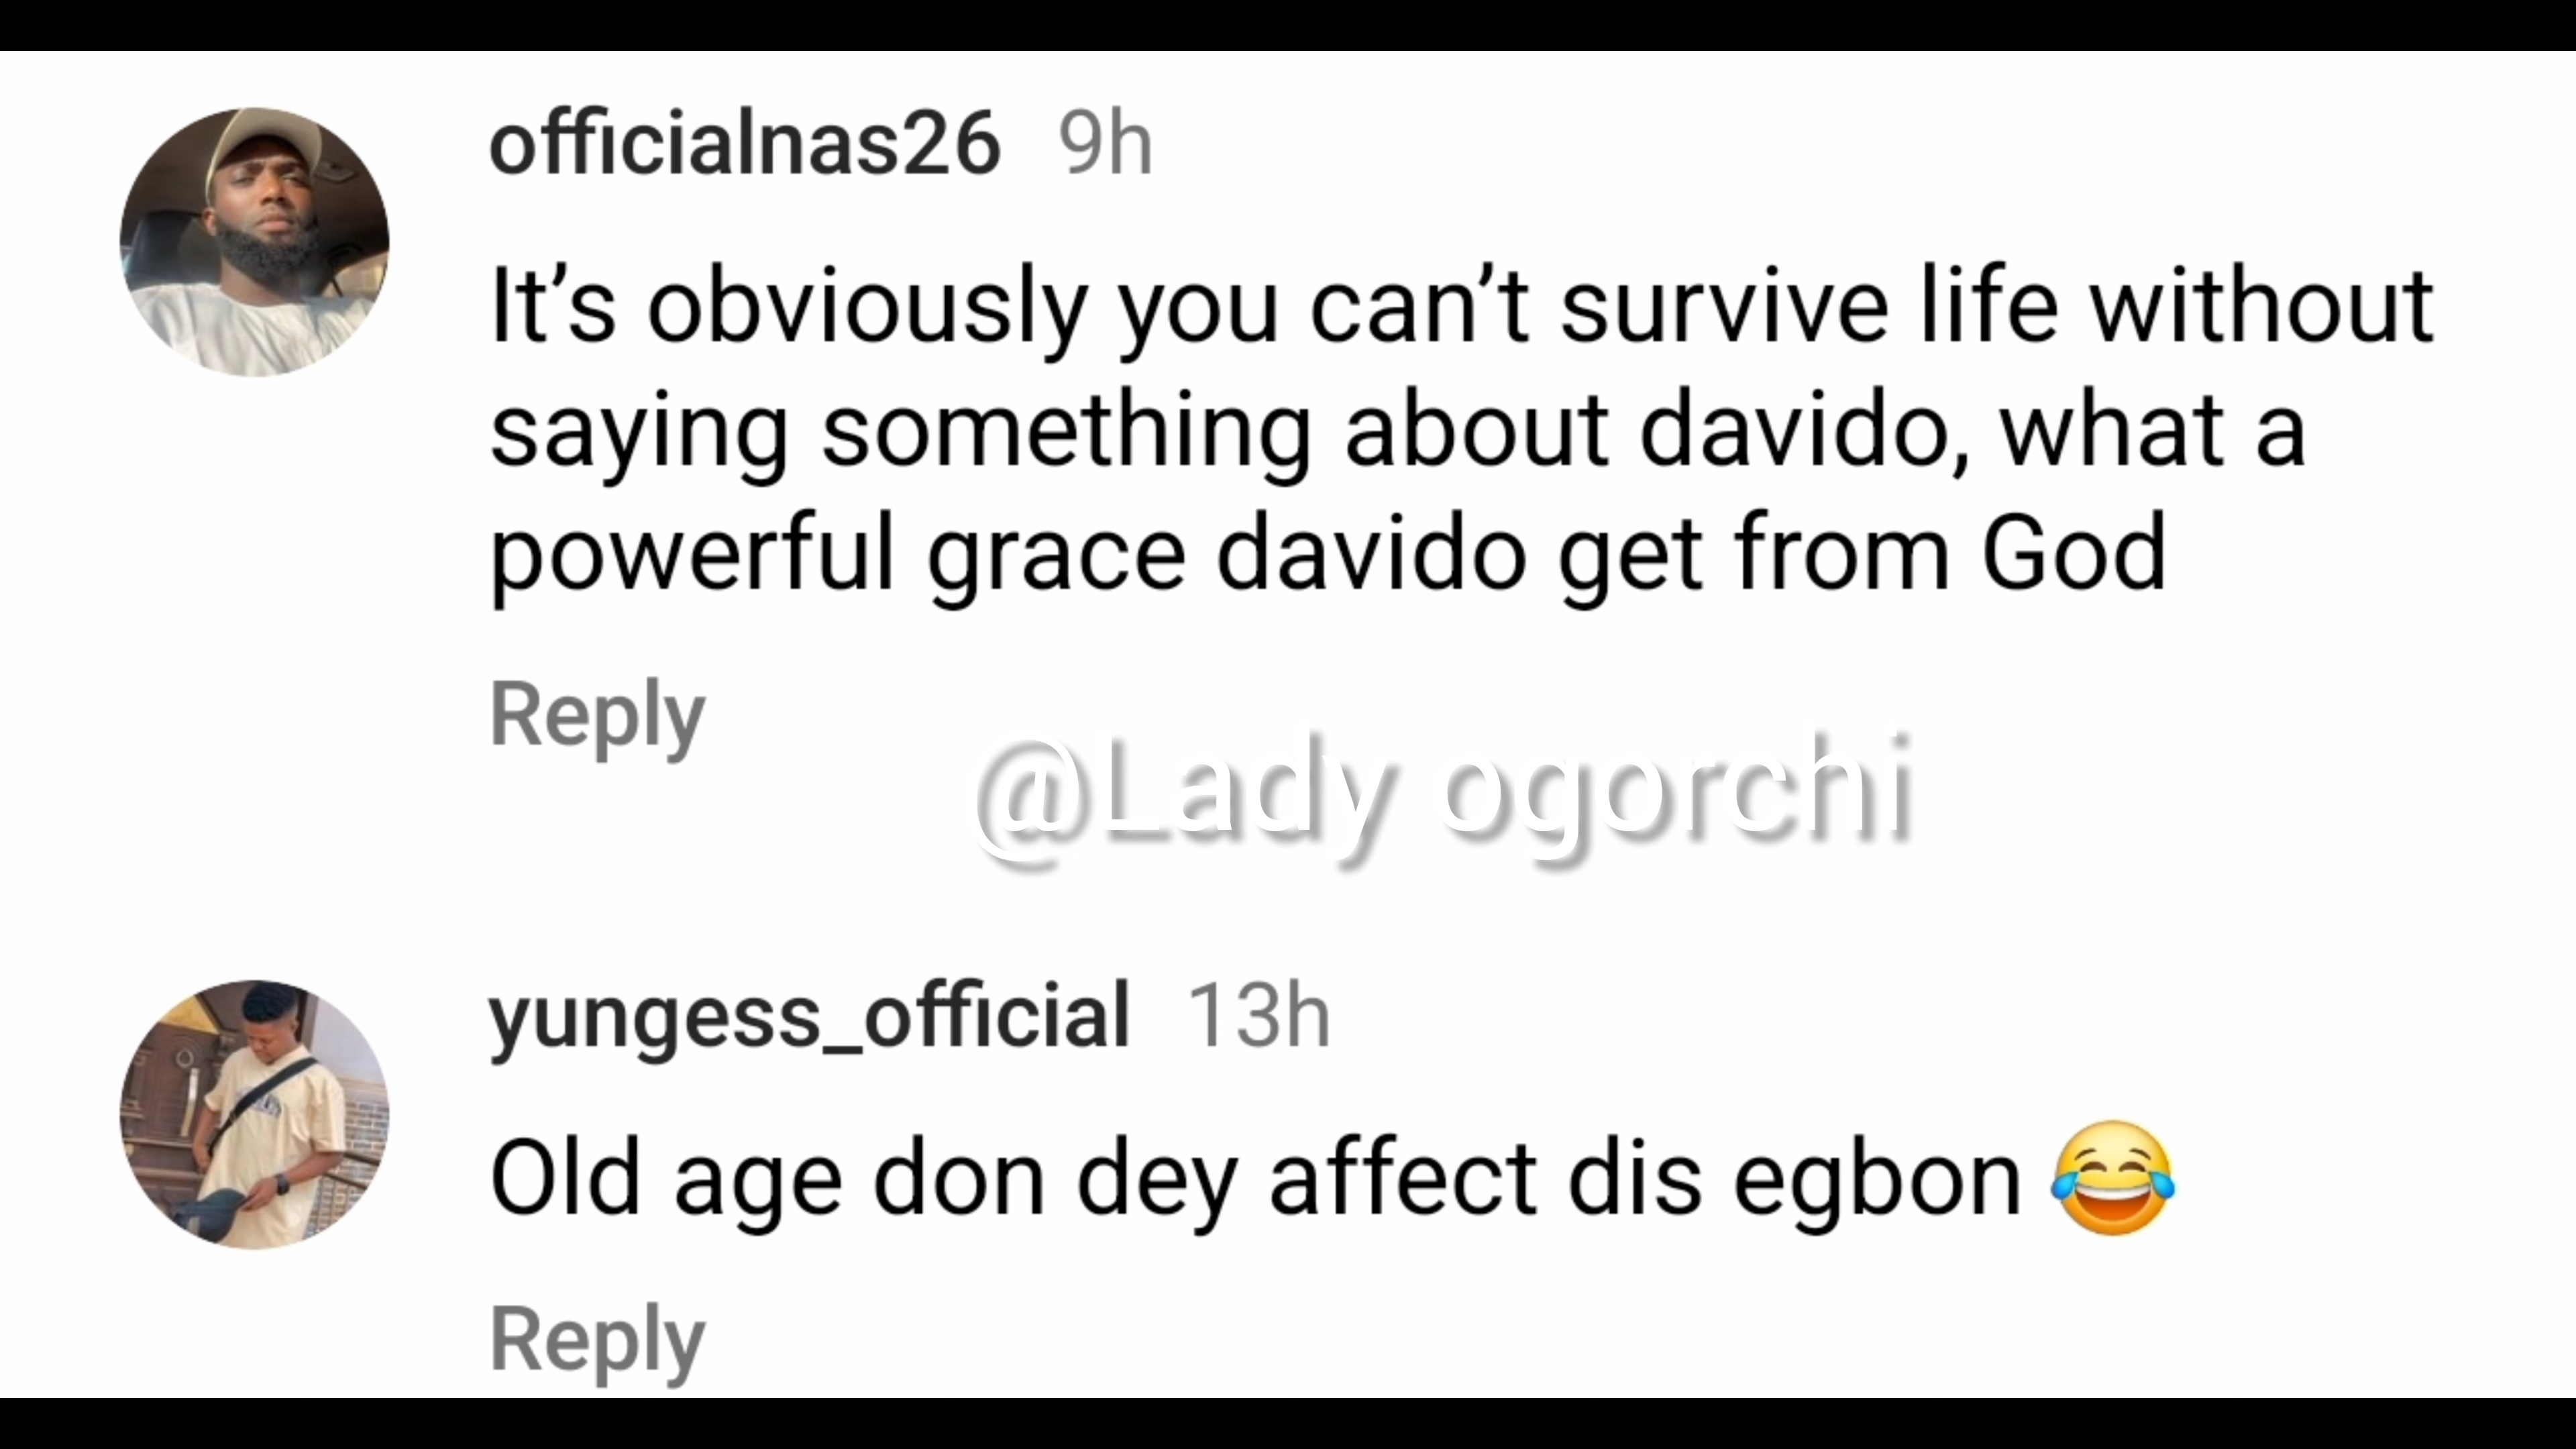 officialnas26 9h
It's obviously you can't survive life without
saying something about davido, what a
powerful grace davido get from God
Reply
@Lady ogorchi
yungess_official 13h
Old age don dey affect dis egbon 😂
Reply